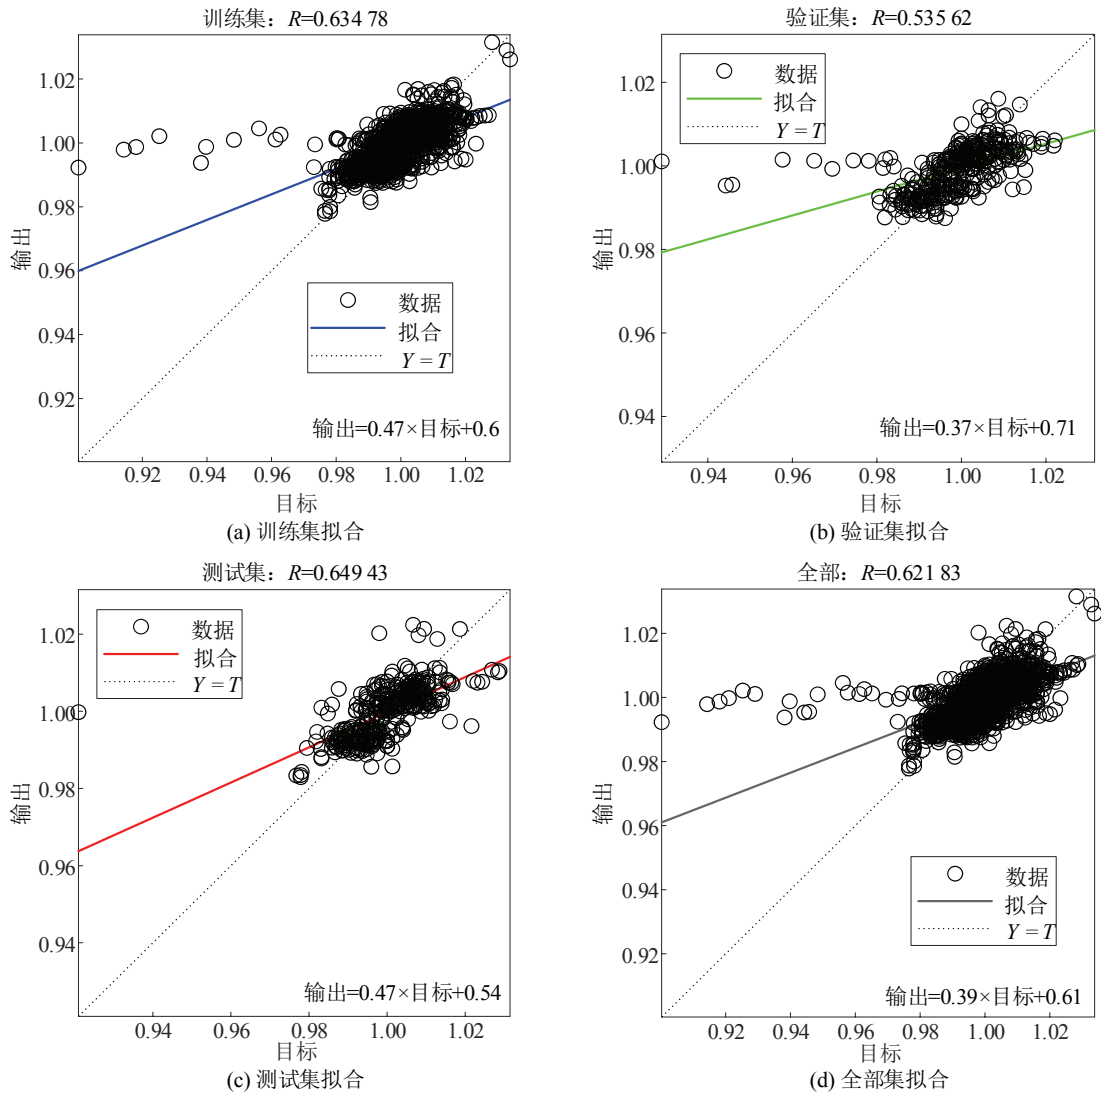 训练集：R=0.634 78
1.02
1.00
0.98
0.96
0.94
0.92
输出
数据
拟合
Y = T
输出=0.47×目标+0.6
0.92 0.94 0.96 0.98 1.00 1.02
目标
(a) 训练集拟合
验证集：R=0.535 62
1.02
1.00
0.98
0.96
0.94
输出
数据
拟合
Y = T
输出=0.37×目标+0.71
0.94 0.96 0.98 1.00 1.02
目标
(b) 验证集拟合
测试集：R=0.649 43
1.02
1.00
0.98
0.96
0.94
输出
数据
拟合
Y = T
输出=0.47×目标+0.54
0.94 0.96 0.98 1.00 1.02
目标
(c) 测试集拟合
全部：R=0.621 83
1.02
1.00
0.98
0.96
0.94
0.92
输出
数据
拟合
Y = T
输出=0.39×目标+0.61
0.92 0.94 0.96 0.98 1.00 1.02
目标
(d) 全部集拟合